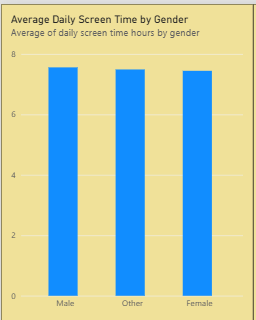 Average Daily Screen Time by Gender
Average of daily screen time hours by gender
8
6
4
2
0
Male Other Female